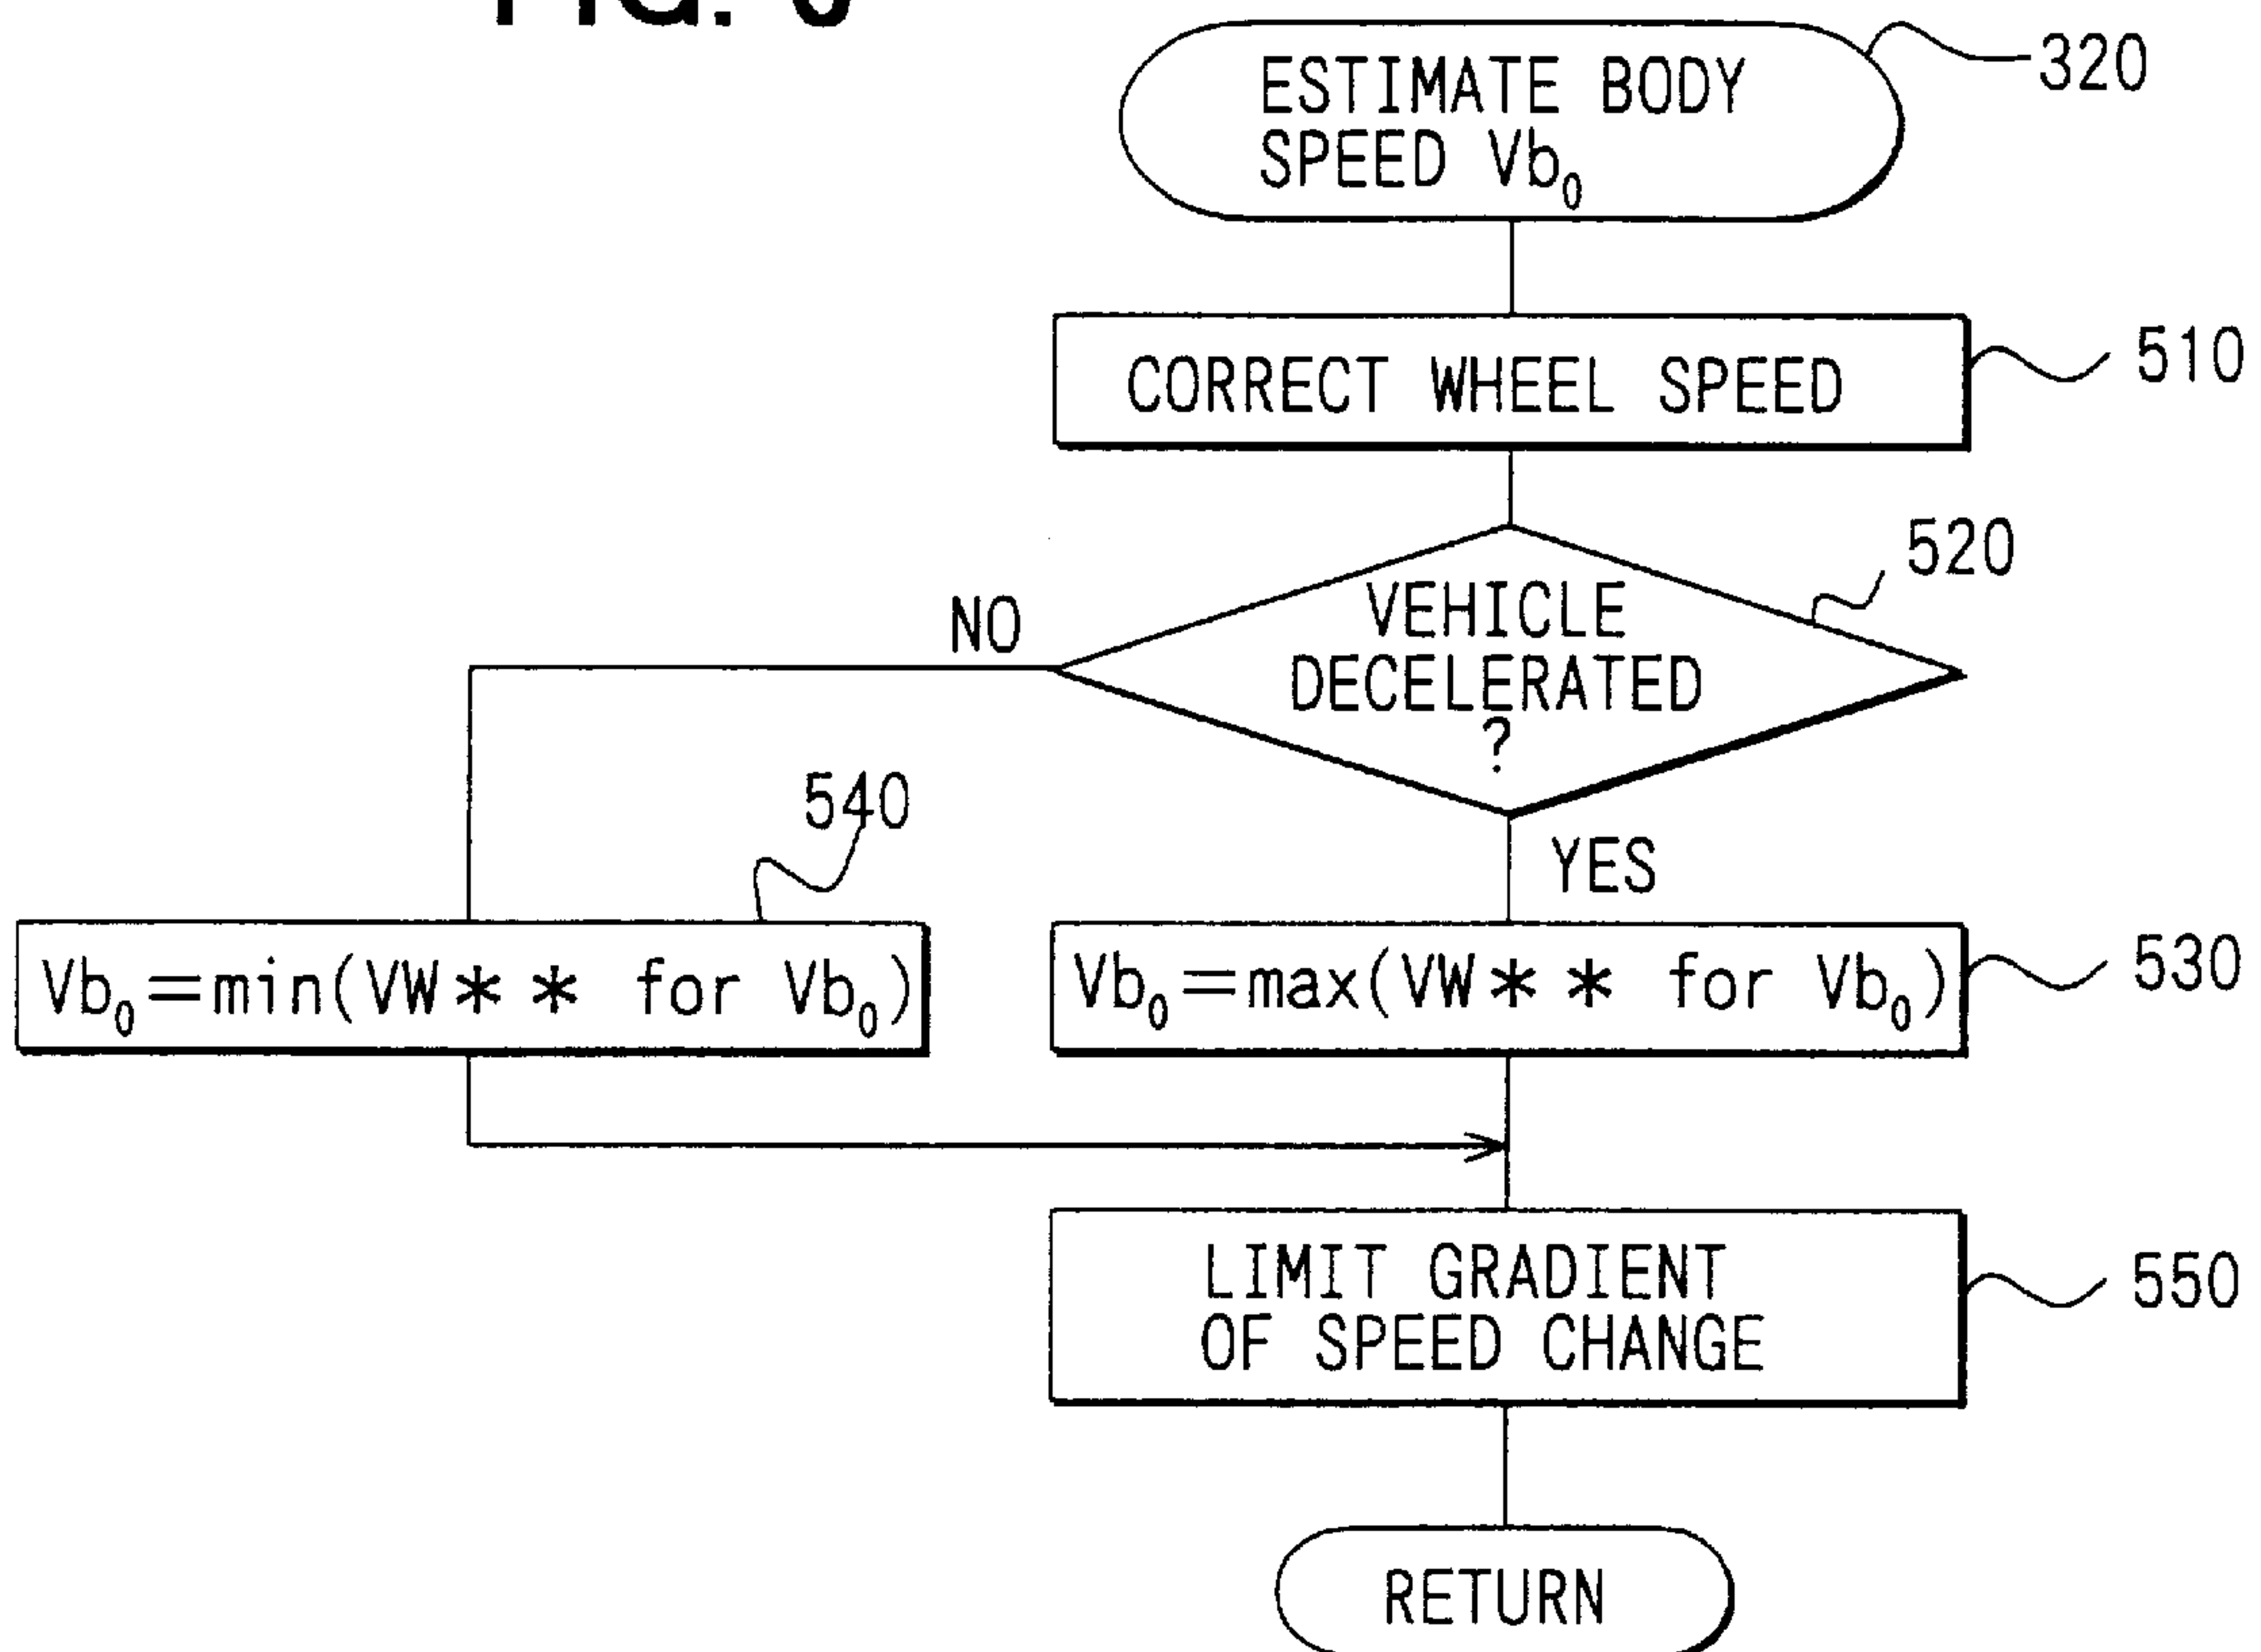 ESTIMATE BODY
SPEED Vb₀
320
CORRECT WHEEL SPEED
510
VEHICLE
DECELERATED
?
520
NO
YES
540
Vb₀=min(VW** for Vb₀)
Vb₀=max(VW** for Vb₀)
530
LIMIT GRADIENT
OF SPEED CHANGE
550
RETURN